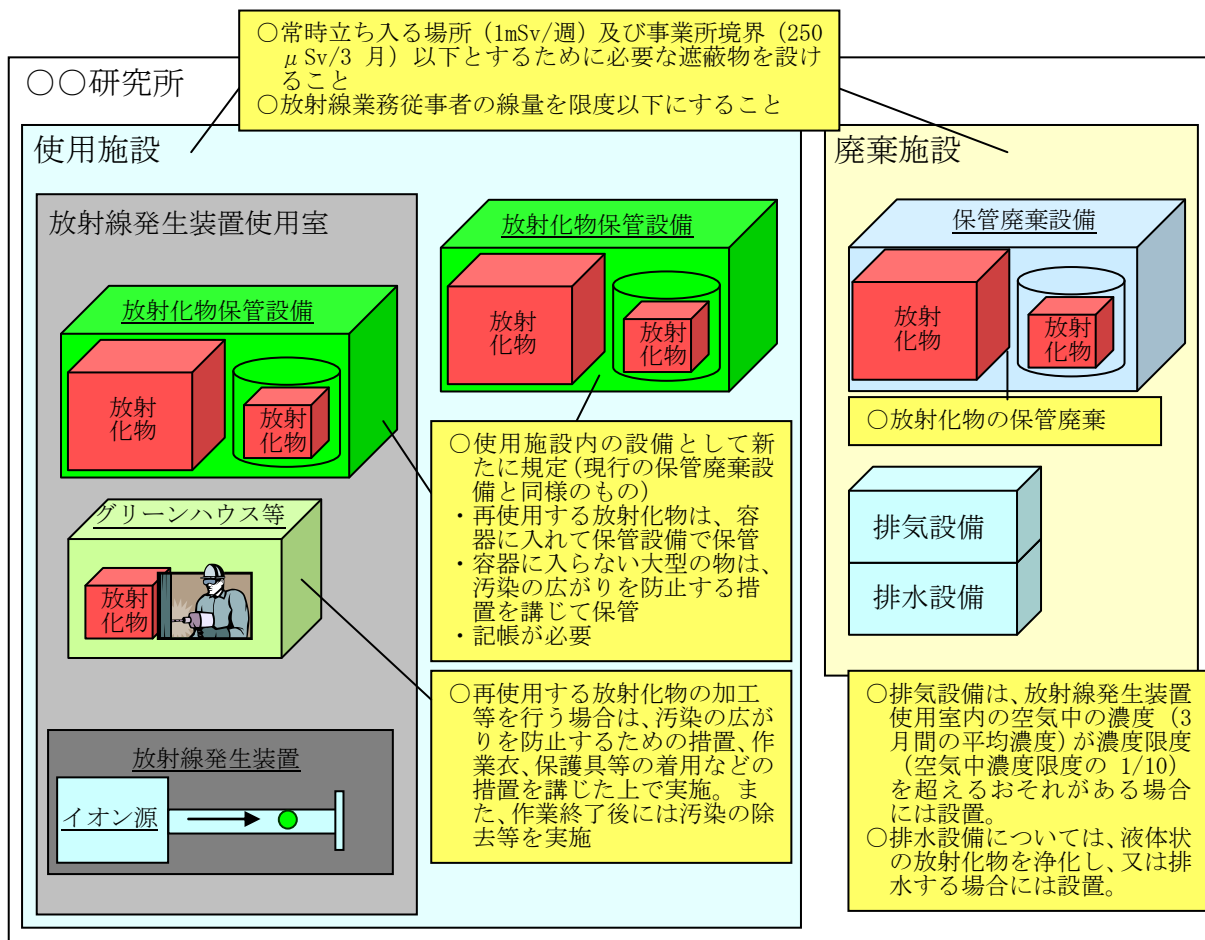 ○常時立ち入る場所（1mSv/週）及び事業所境界（250
μSv/3 月）以下とするために必要な遮蔽物を設け
ること
○放射線業務従事者の線量を限度以下にすること
○○研究所
使用施設
放射線発生装置使用室
放射化物保管設備
放射
化物
放射
化物
グリーンハウス等
放射
化物
放射線発生装置
イオン源
放射化物保管設備
放射
化物
放射
化物
○使用施設内の設備として新
たに規定（現行の保管廃棄設
備と同様のもの）
・再使用する放射化物は、容
器に入れて保管設備で保管
・容器に入らない大型の物は、
汚染の広がりを防止する措
置を講じて保管
・記帳が必要
○再使用する放射化物の加工
等を行う場合は、汚染の広が
りを防止するための措置、作
業衣、保護具等の着用などの
措置を講じた上で実施。ま
た、作業終了後には汚染の除
去等を実施
廃棄施設
保管廃棄設備
放射
化物
放射
化物
○放射化物の保管廃棄
排気設備
排水設備
○排気設備は、放射線発生装置
使用室内の空気中の濃度（3
月間の平均濃度）が濃度限度
（空気中濃度限度の 1/10）
を超えるおそれがある場合
には設置。
○排水設備については、液体状
の放射化物を浄化し、又は排
水する場合には設置。